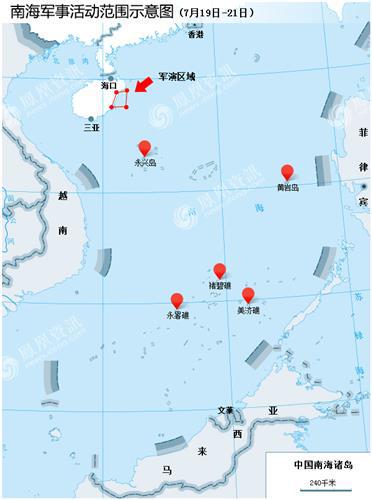 南海军事活动范围示意图（7月19日-21日）
香港
军演区域
海口
三亚
永兴岛
黄岩岛
菲律宾
越南
南海
渚碧礁
美济礁
永暑礁
苏禄海
文莱
马来西亚
中国南海诸岛
240千米
凤凰资讯
凤凰资讯
凤凰资讯
凤凰资讯